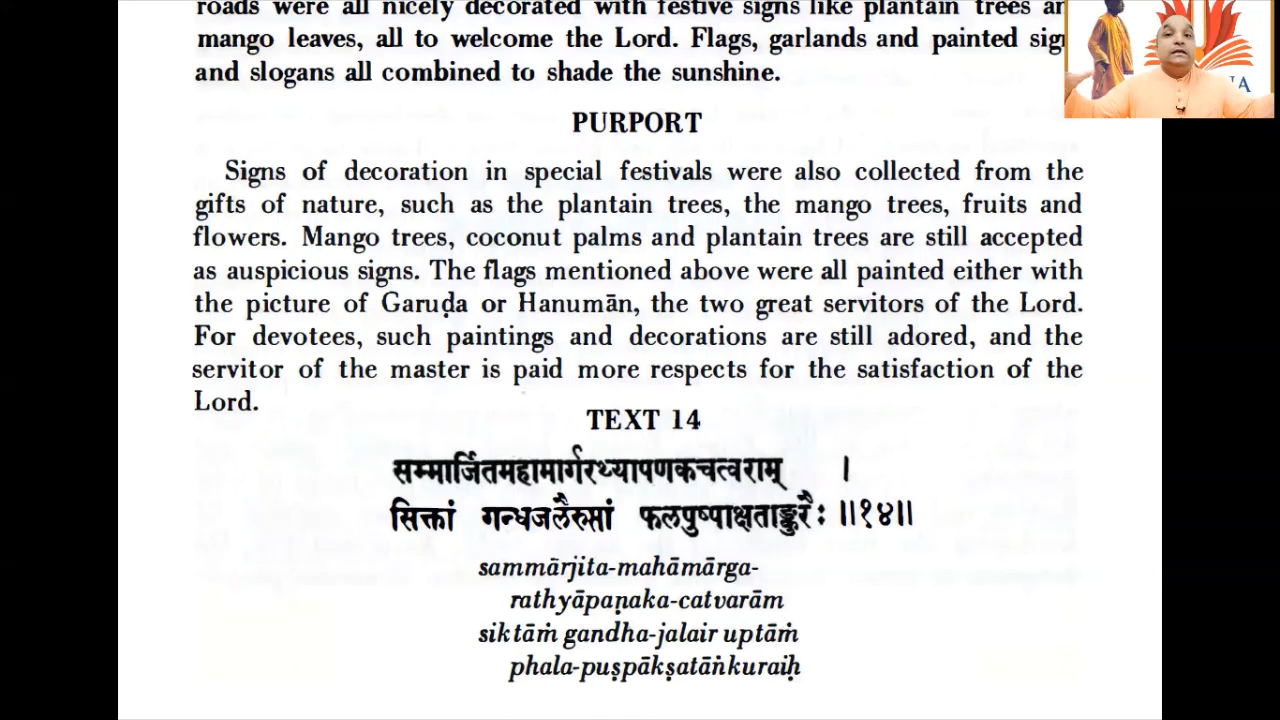 roads were all nicely decorated with festive signs like plantain trees an
mango leaves, all to welcome the Lord. Flags, garlands and painted sign
and slogans all combined to shade the sunshine.
PURPORT
Signs of decoration in special festivals were also collected from the
gifts of nature, such as the plantain trees, the mango trees, fruits and
flowers. Mango trees, coconut palms and plantain trees are still accepted
as auspicious signs. The flags mentioned above were all painted either with
the picture of Garuḍa or Hanumān, the two great servitors of the Lord.
For devotees, such paintings and decorations are still adored, and the
servitor of the master is paid more respects for the satisfaction of the
Lord.
TEXT 14
सम्मार्जितमहामार्गरथ्यापणकचत्वराम् ।
सिक्तां गन्धजलैरुप्तां फलपुष्पाक्षताङ्कुरैः ॥१४॥
sammārjita-mahāmārga-
rathyāpaṇaka-catvarām
siktāṁ gandha-jalair uptāṁ
phala-puṣpākṣatāṅkuraiḥ